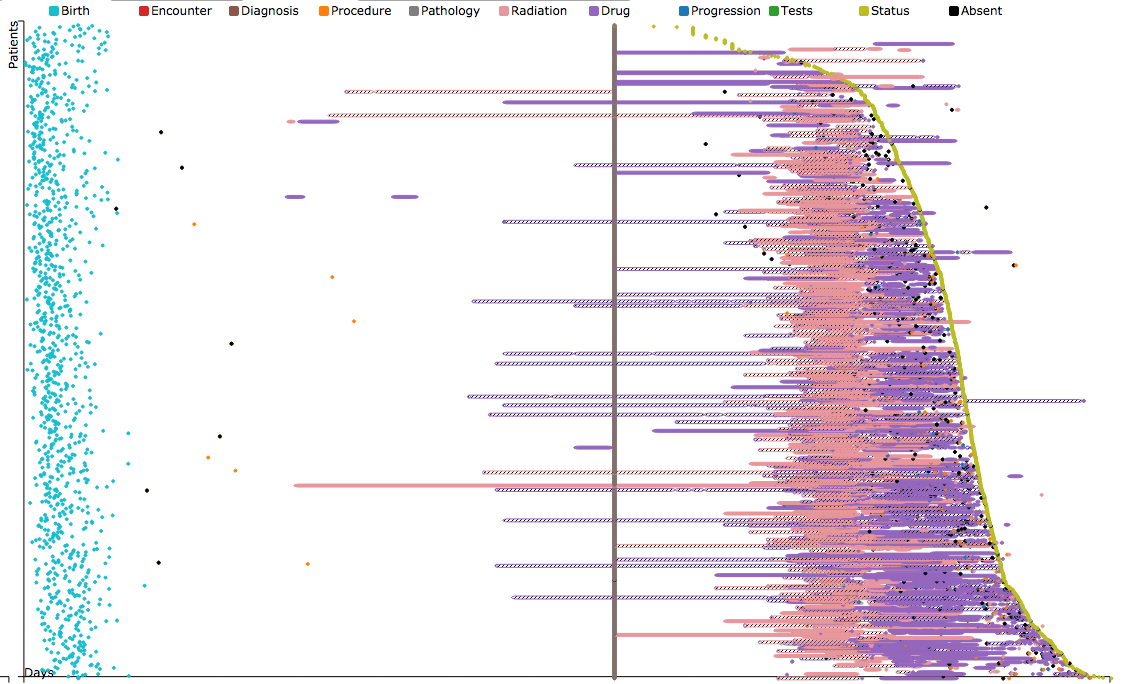 Birth Encounter Diagnosis Procedure Pathology Radiation Drug Progression Tests Status Absent
Patients
Days